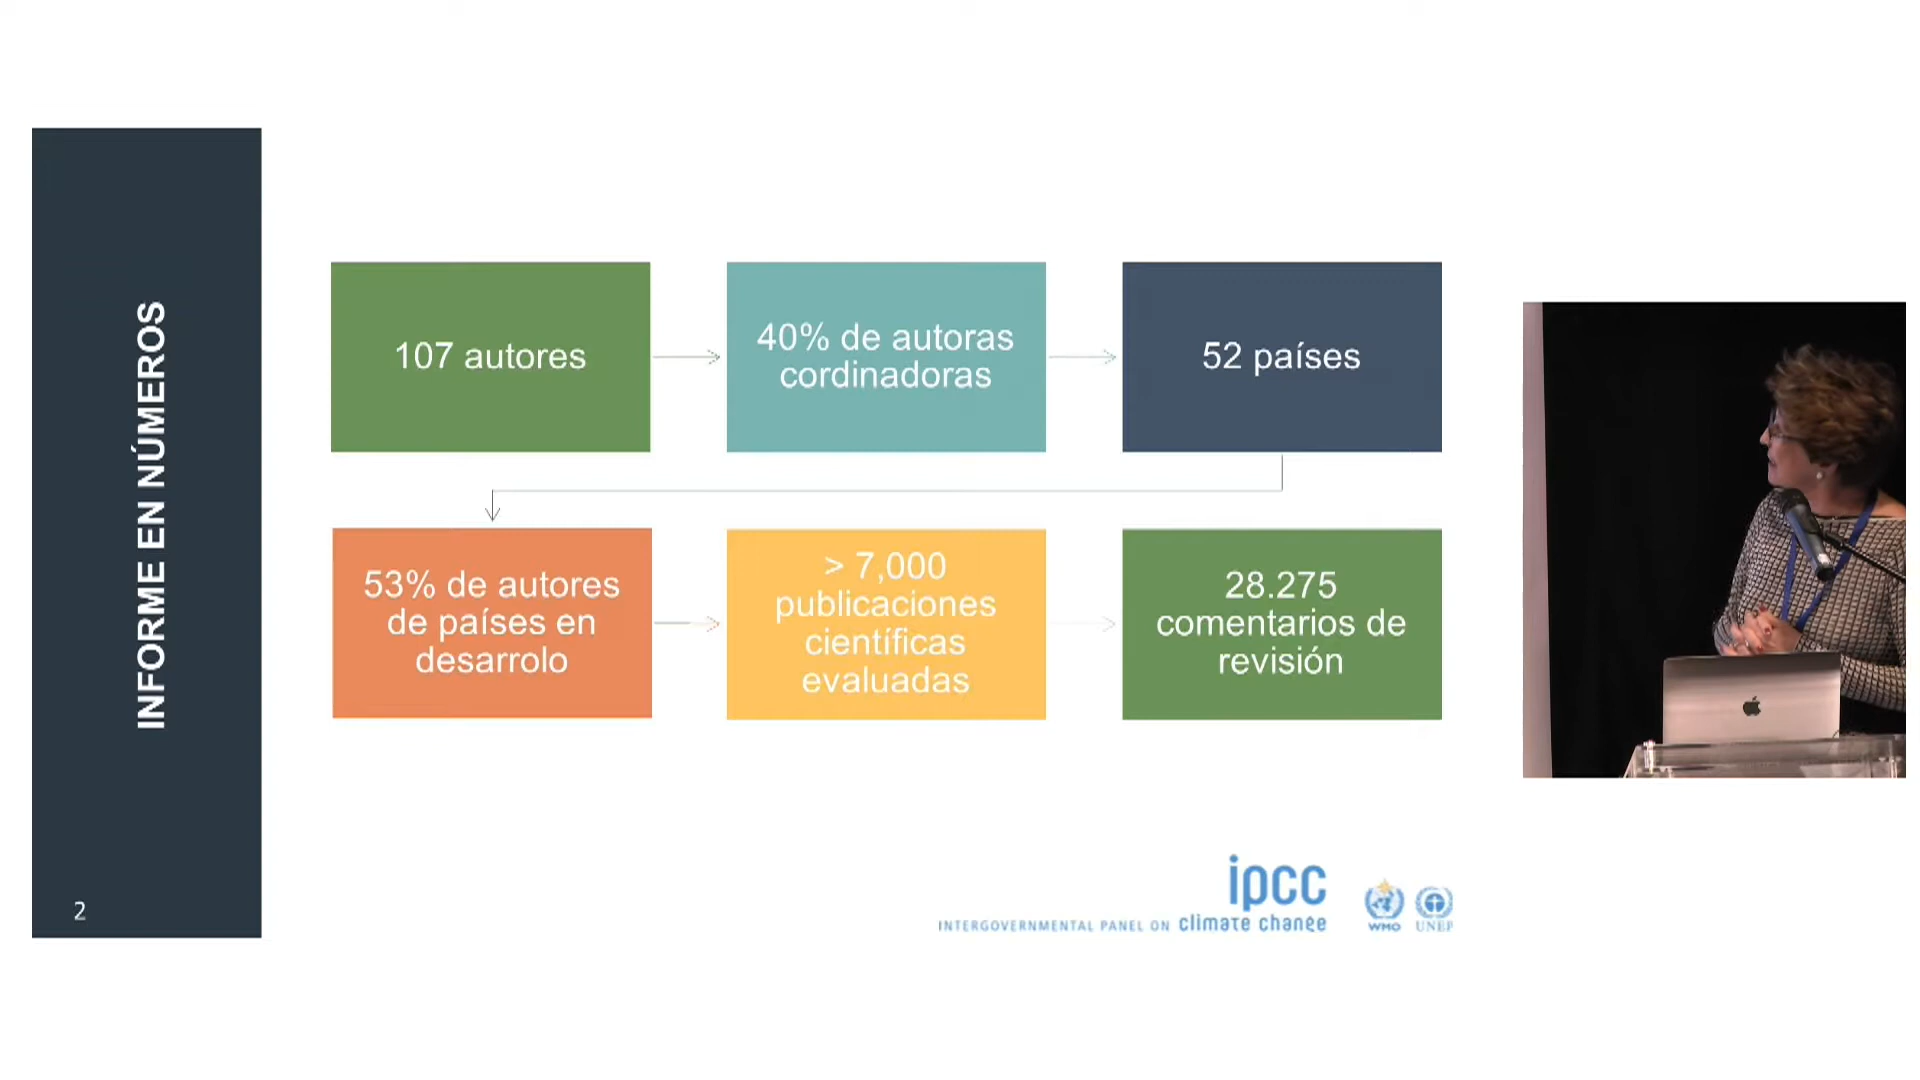 INFORME EN NÚMEROS
107 autores
40% de autoras
cordinadoras
52 países
53% de autores
de países en
desarrolo
> 7,000
publicaciones
científicas
evaluadas
28.275
comentarios de
revisión
2
ipcc
INTERGOVERNMENTAL PANEL ON climate change
WMO
UNEP